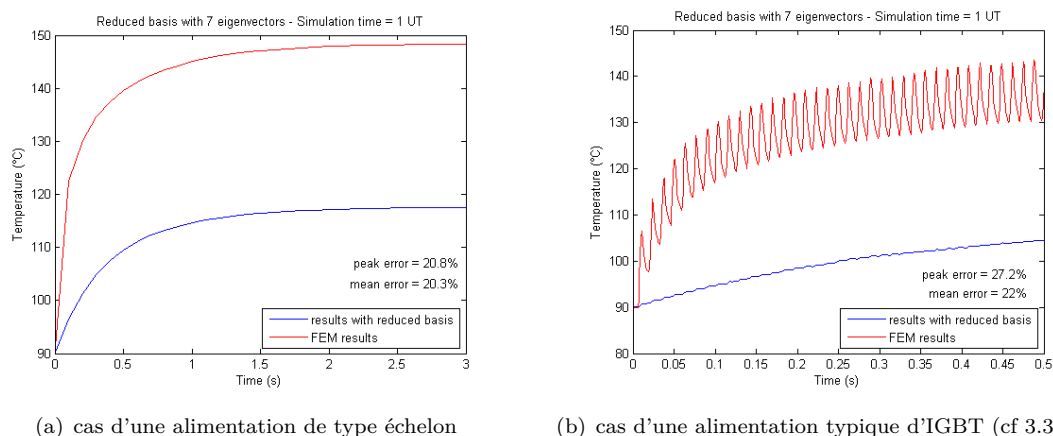 Reduced basis with 7 eigenvectors - Simulation time = 1 UT
150
140
130
120
110
100
90
Temperature (°C)
peak error = 20.8%
mean error = 20.3%
results with reduced basis
FEM results
0
0.5
1
1.5
2
2.5
3
Time (s)
(a) cas d'une alimentation de type échelon
Reduced basis with 7 eigenvectors - Simulation time = 1 UT
150
140
130
120
110
100
90
80
Temperature (°C)
peak error = 27.2%
mean error = 22%
results with reduced basis
FEM results
0
0.05
0.1
0.15
0.2
0.25
0.3
0.35
0.4
0.45
0.5
Time (s)
(b) cas d'une alimentation typique d'IGBT (cf 3.3